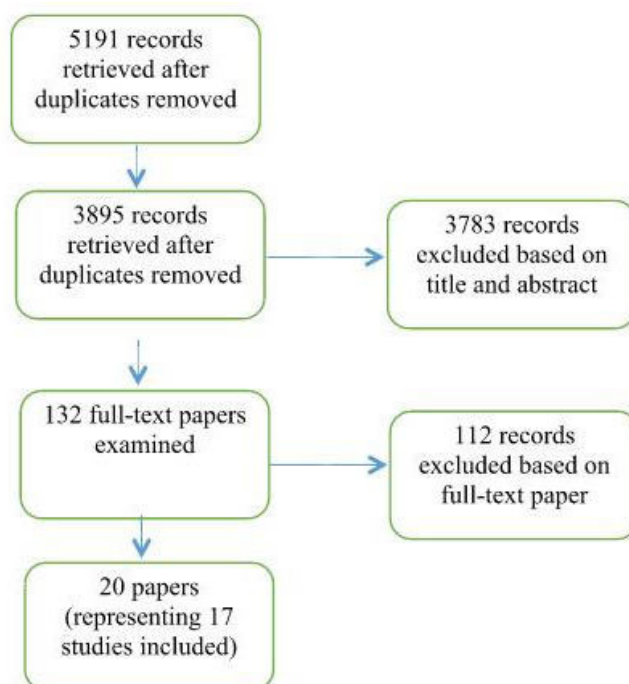 5191 records
retrieved after
duplicates removed
3895 records
retrieved after
duplicates removed
3783 records
excluded based on
title and abstract
132 full-text papers
examined
112 records
excluded based on
full-text paper
20 papers
(representing 17
studies included)